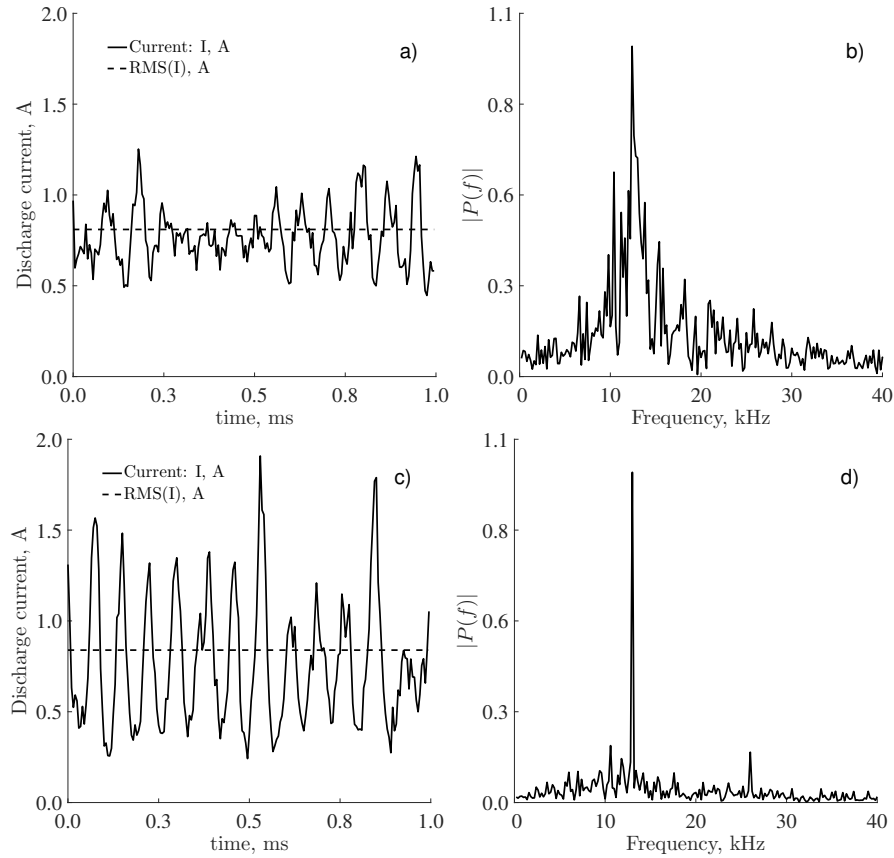 2.0
1.5
1.0
0.5
0.0
Discharge current, A
Current: I, A
RMS(I), A
a)
0.0 0.3 0.5 0.8 1.0
time, ms
1.1
0.8
0.6
0.3
0.0
|P(f)|
b)
0 10 20 30 40
Frequency, kHz
2.0
1.5
1.0
0.5
0.0
Discharge current, A
Current: I, A
RMS(I), A
c)
0.0 0.3 0.5 0.8 1.0
time, ms
1.1
0.8
0.6
0.3
0.0
|P(f)|
d)
0 10 20 30 40
Frequency, kHz